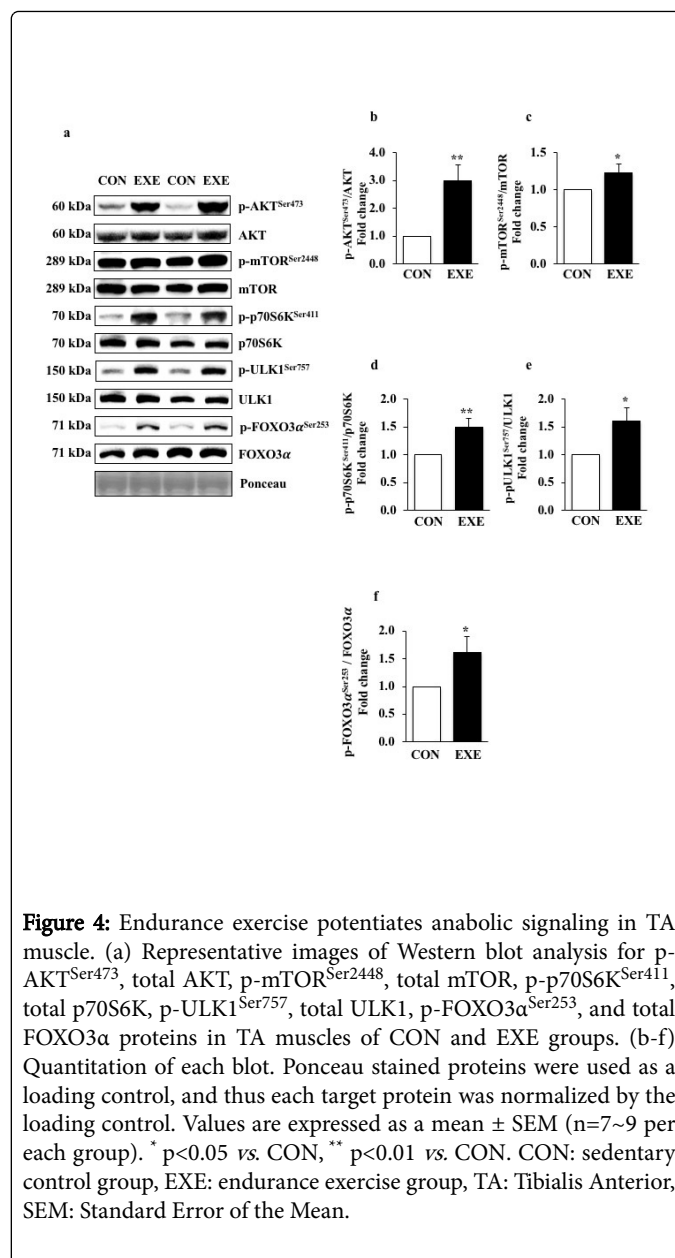 a
CON EXE CON EXE
60 kDa p-AKTSer473
60 kDa AKT
289 kDa p-mTORSer2448
289 kDa mTOR
70 kDa p-p70S6KSer411
70 kDa p70S6K
150 kDa p-ULK1Ser757
150 kDa ULK1
71 kDa p-FOXO3αSer253
71 kDa FOXO3α
Ponceau
b
p-AKTSer473/AKT
Fold change
4.0
3.0
2.0
1.0
0.0
**
CON EXE
c
p-mTORSer2448/mTOR
Fold change
1.5
1.0
0.5
0.0
*
CON EXE
d
p-p70S6KSer411/p70S6K
Fold change
2.0
1.5
1.0
0.5
0.0
**
CON EXE
e
p-pULK1Ser757/ULK1
Fold change
2.0
1.5
1.0
0.5
0.0
*
CON EXE
f
p-FOXO3αSer253 / FOXO3α
Fold change
2.0
1.5
1.0
0.5
0.0
*
CON EXE
Figure 4: Endurance exercise potentiates anabolic signaling in TA
muscle. (a) Representative images of Western blot analysis for p-
AKTSer473, total AKT, p-mTORSer2448, total mTOR, p-p70S6KSer411,
total p70S6K, p-ULK1Ser757, total ULK1, p-FOXO3αSer253, and total
FOXO3α proteins in TA muscles of CON and EXE groups. (b-f)
Quantitation of each blot. Ponceau stained proteins were used as a
loading control, and thus each target protein was normalized by the
loading control. Values are expressed as a mean ± SEM (n=7~9 per
each group). * p<0.05 vs. CON, ** p<0.01 vs. CON. CON: sedentary
control group, EXE: endurance exercise group, TA: Tibialis Anterior,
SEM: Standard Error of the Mean.